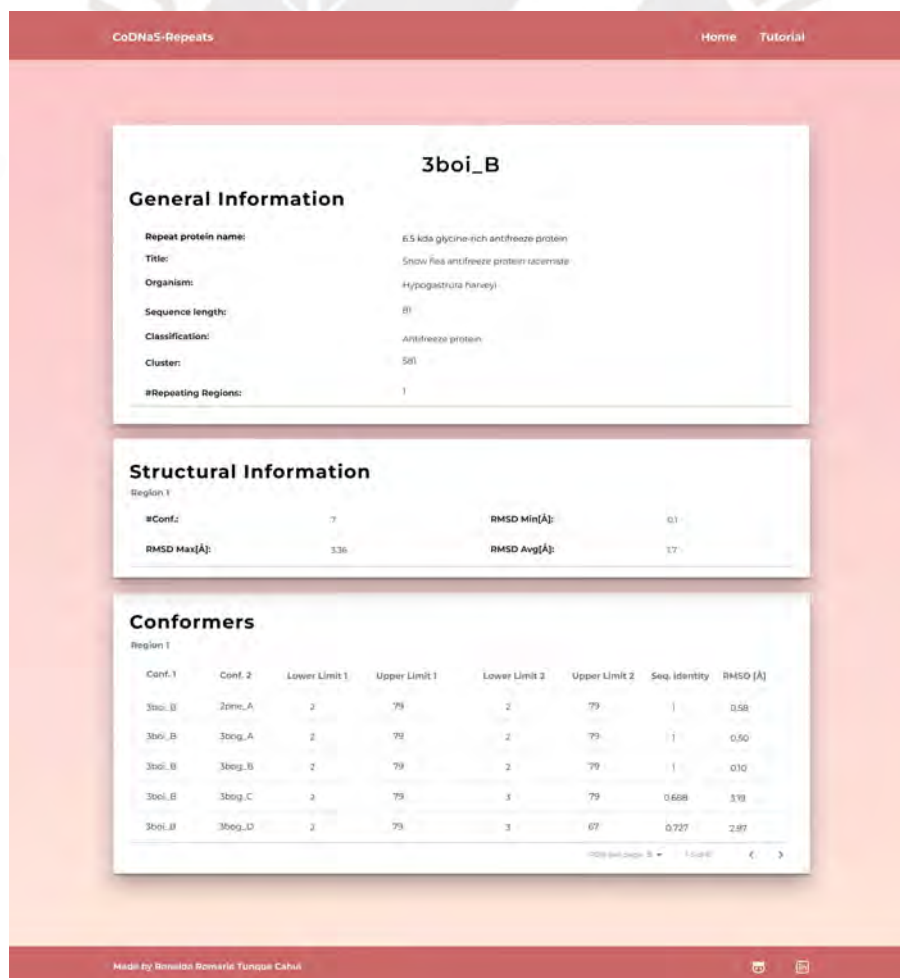 CoDNaS-Repeats Home Tutorial
3boi_B
General Information
Repeat protein name: 6.5 kda glycine-rich antifreeze protein
Title: Snow flea antifreeze protein racemate
Organism: Hypogastrura harveyi
Sequence length: 81
Classification: Antifreeze protein
Cluster: 581
#Repeating Regions: 1
Structural Information
Region 1
#Conf.: 7 RMSD Min[Å]: 0.1
RMSD Max[Å]: 3.36 RMSD Avg[Å]: 1.7
Conformers
Region 1
Conf. 1 Conf. 2 Lower Limit 1 Upper Limit 1 Lower Limit 2 Upper Limit 2 Seq. Identity RMSD [Å]
3boi_B 2pne_A 2 79 2 79 1 0.58
3boi_B 3bog_A 2 79 2 79 1 0.50
3boi_B 3bog_B 2 79 2 79 1 0.10
3boi_B 3bog_C 2 79 3 79 0.688
3boi_B 3bog_D 2 79 3 67 0.727 2.97
Rows per page: 5
Made by Ronaldo Romario Tunque Cahui